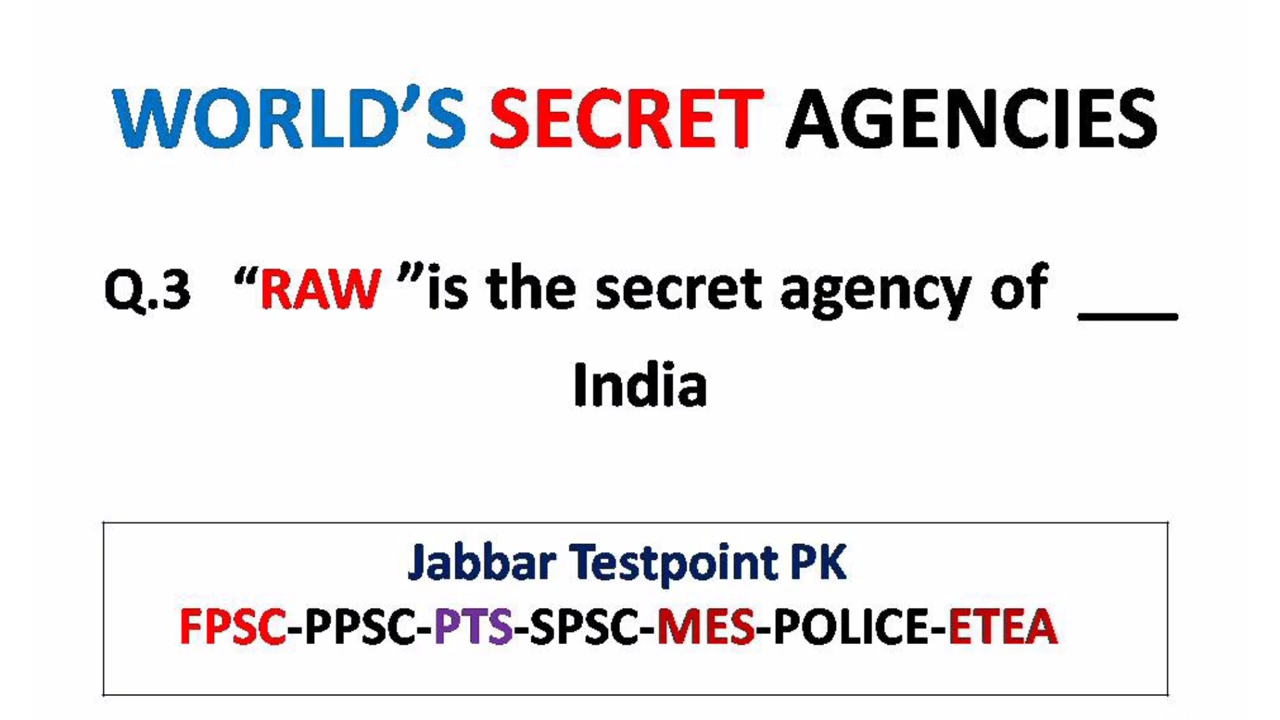 WORLD’S SECRET AGENCIES
Q.3 “RAW ”is the secret agency of ___
India
Jabbar Testpoint PK
FPSC-PPSC-PTS-SPSC-MES-POLICE-ETEA